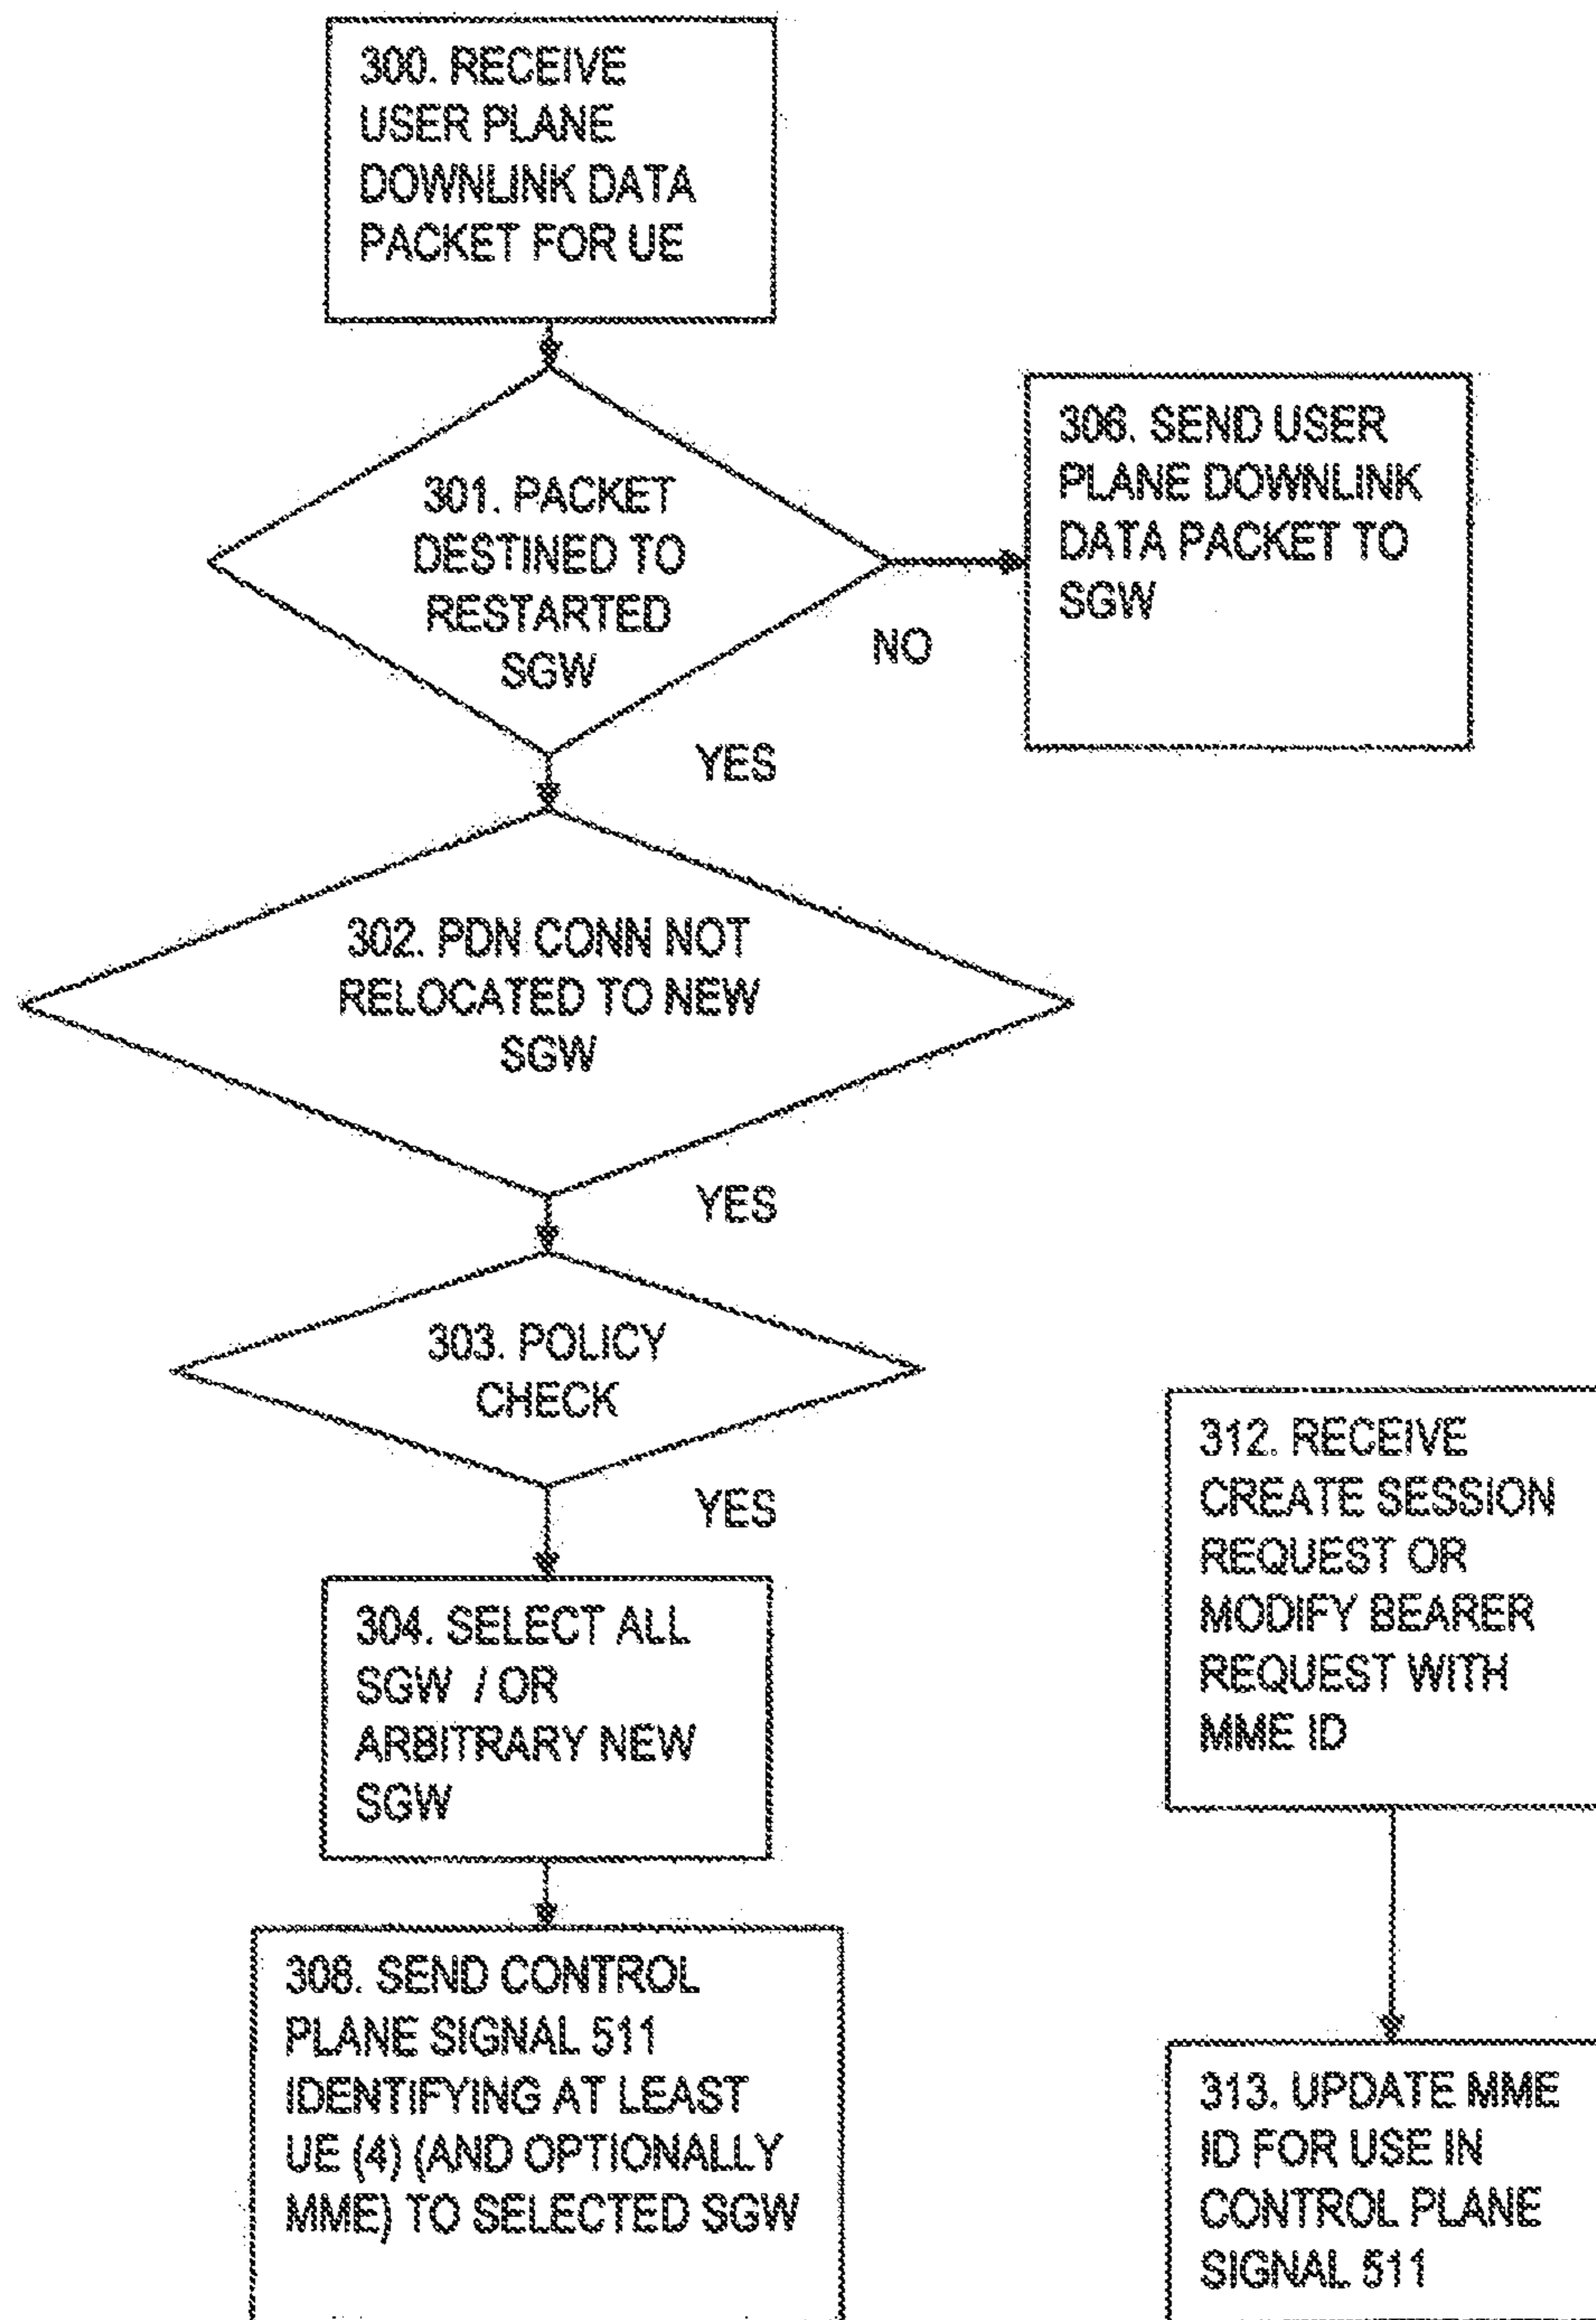 300. RECEIVE
USER PLANE
DOWNLINK DATA
PACKET FOR UE
301. PACKET
DESTINED TO
RESTARTED
SGW
NO
YES
306. SEND USER
PLANE DOWNLINK
DATA PACKET TO
SGW
302. PDN CONN NOT
RELOCATED TO NEW
SGW
YES
303. POLICY
CHECK
YES
304. SELECT ALL
SGW / OR
ARBITRARY NEW
SGW
308. SEND CONTROL
PLANE SIGNAL 511
IDENTIFYING AT LEAST
UE (4) (AND OPTIONALLY
MME) TO SELECTED SGW
312. RECEIVE
CREATE SESSION
REQUEST OR
MODIFY BEARER
REQUEST WITH
MME ID
313. UPDATE MME
ID FOR USE IN
CONTROL PLANE
SIGNAL 511